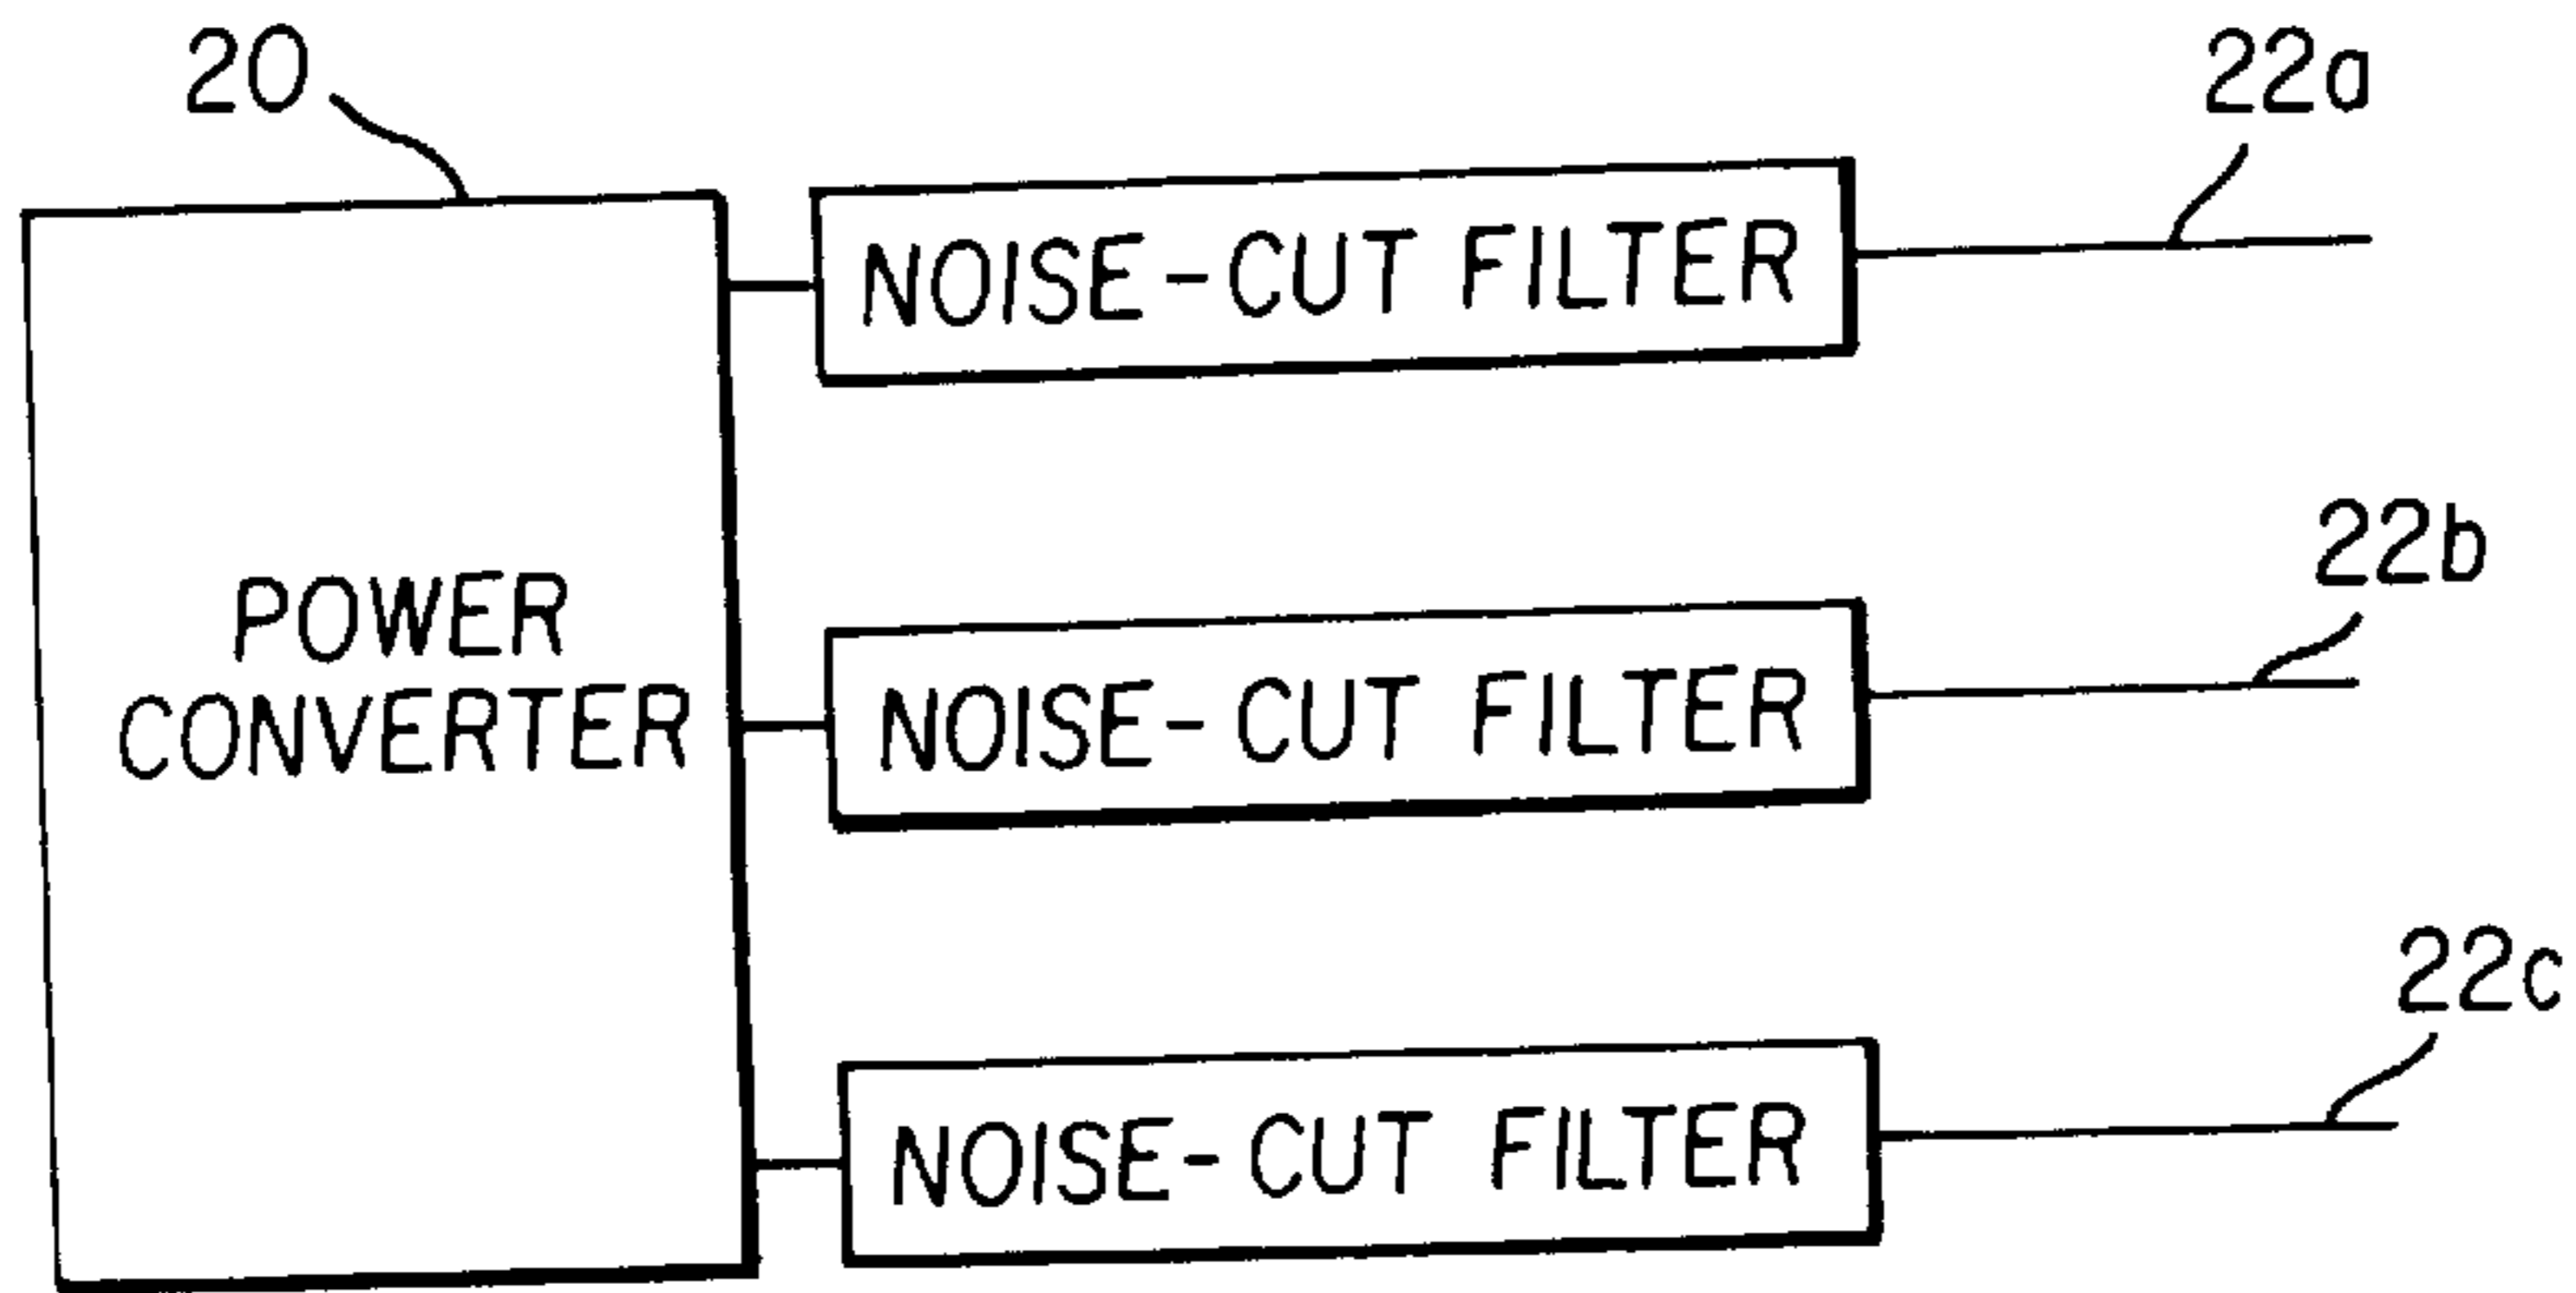 20
22a
NOISE-CUT FILTER
22b
POWER
CONVERTER
NOISE-CUT FILTER
22c
NOISE-CUT FILTER